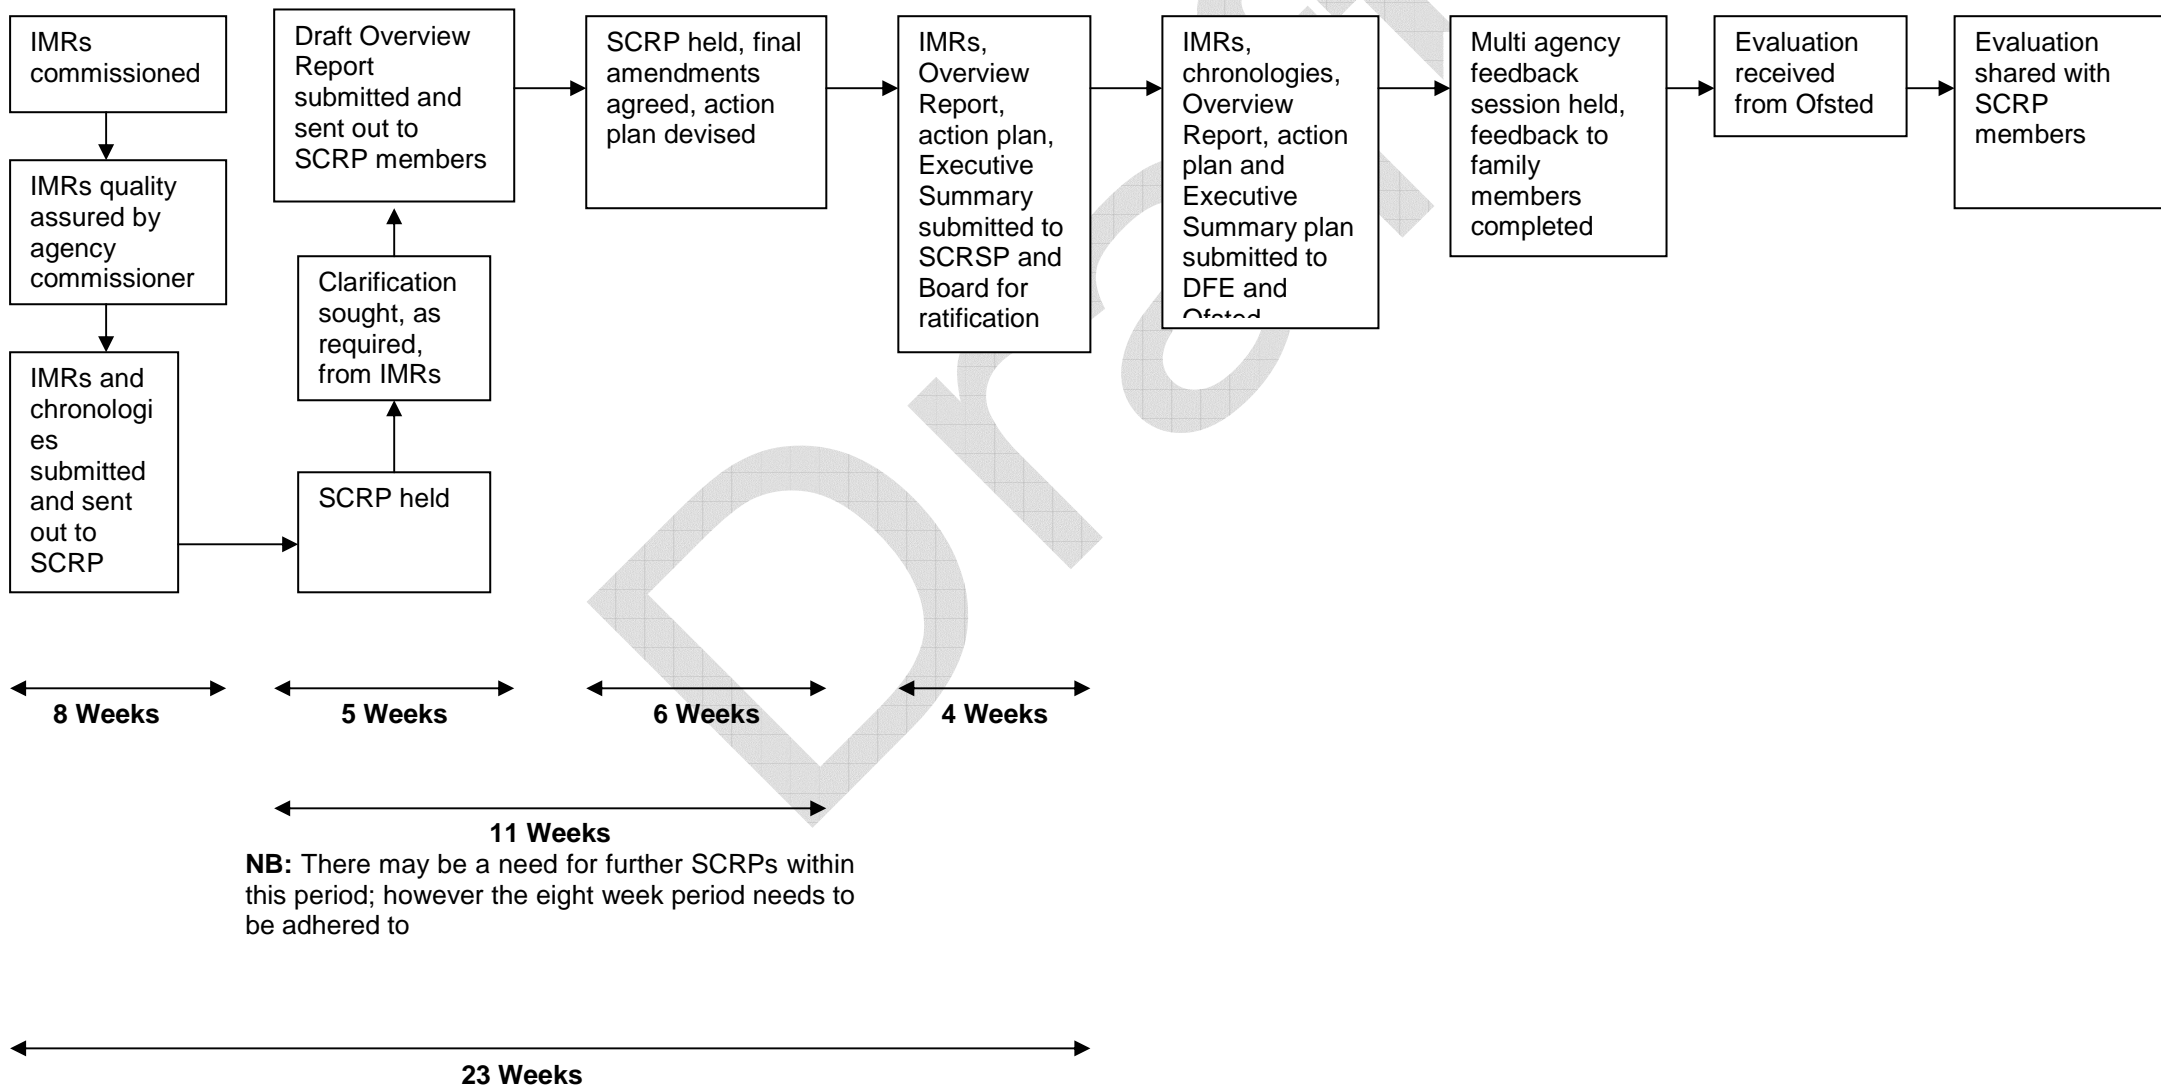 IMRs
commissioned
IMRs quality
assured by
agency
commissioner
IMRs and
chronologi
es
submitted
and sent
out to
SCRP
SCRP held
Clarification
sought, as
required,
from IMRs
Draft Overview
Report
submitted and
sent out to
SCRP members
SCRP held, final
amendments
agreed, action
plan devised
IMRs,
Overview
Report,
action plan,
Executive
Summary
submitted to
SCRSP and
Board for
ratification
IMRs,
chronologies,
Overview
Report, action
plan and
Executive
Summary plan
submitted to
DFE and
Ofsted
Multi agency
feedback
session held,
feedback to
family
members
completed
Evaluation
received
from Ofsted
Evaluation
shared with
SCRP
members
8 Weeks
5 Weeks
6 Weeks
4 Weeks
11 Weeks
NB: There may be a need for further SCRPs within
this period; however the eight week period needs to
be adhered to
23 Weeks
Draft